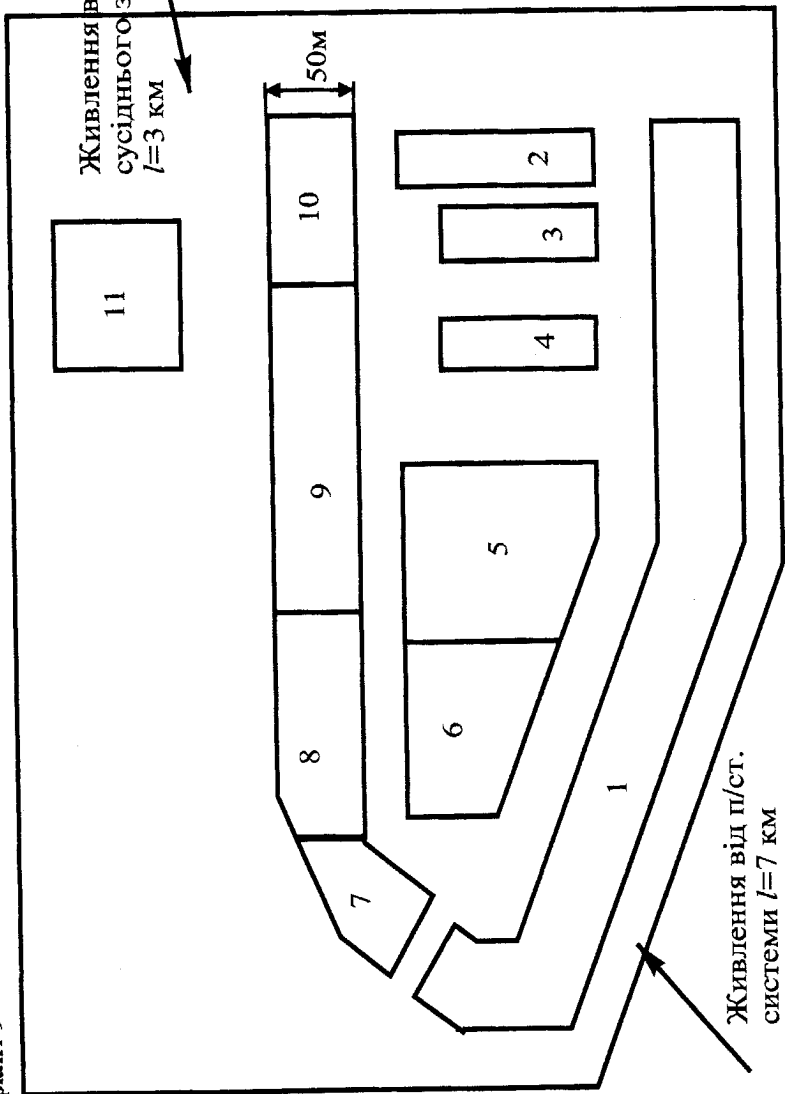 Живлення
сусіднього
l=3 км
50м
11
10
2
3
4
9
5
8
6
7
1
Живлення від п/ст.
системи l=7 км